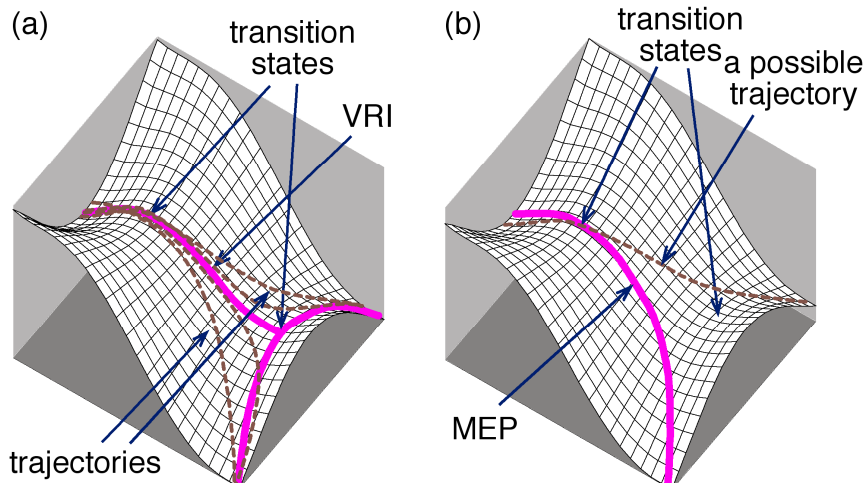 (a)
transition
states
VRI
trajectories
(b)
transition
states
a possible
trajectory
MEP